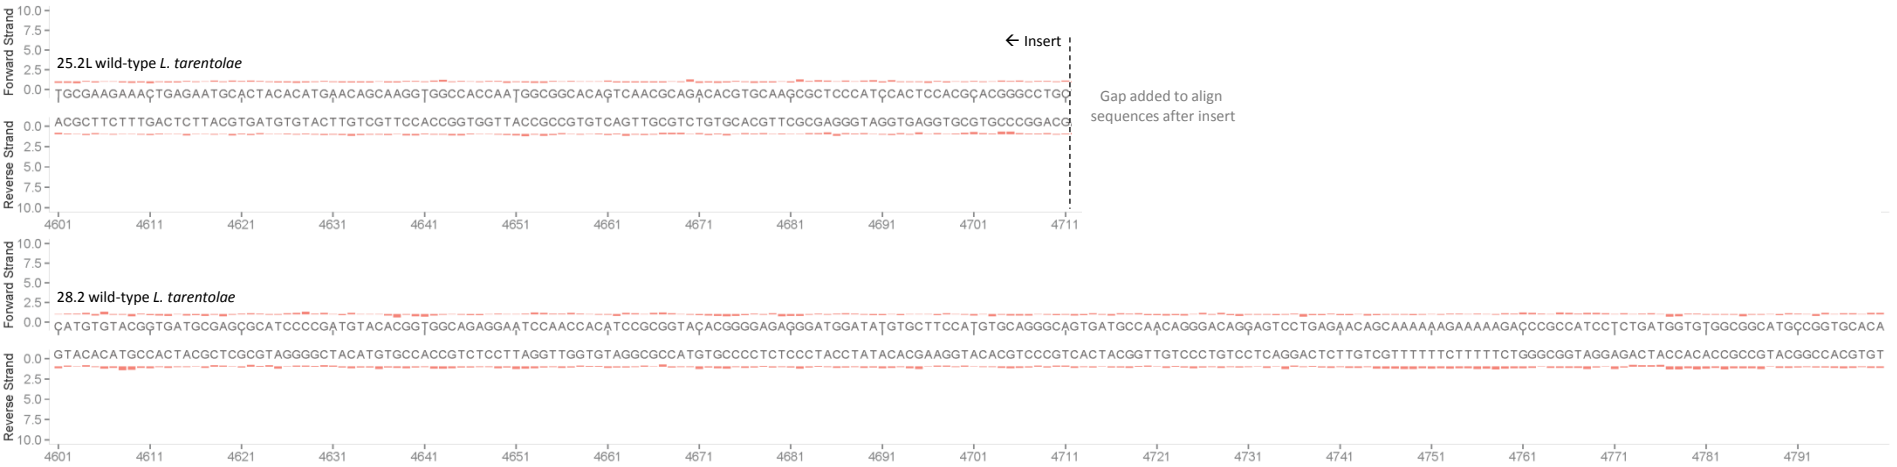 Forward Strand
10.0
7.5
5.0
2.5
0.0
25.2L wild-type L. tarentolae
← Insert
TGCGAAGAAACTGAGAATGCACTACACATGAACAGCAAGGTGGCCACCAATGGCGGCACAGTCAACGCAGACACGTGCAAGCGCTCCCATCCACTCCACGCACGGGCCTGC
Gap added to align
sequences after insert
ACGCTTCTTTGACTCTTACGTGATGTGTACTTGTCGTTCCACCGGTGGTTACCGCCGTGTCAGTTGCGTCTGTGCACGTTCGCGAGGGTAGGTGAGGTGCGTGCCCGGACG
Reverse Strand
0.0
2.5
5.0
7.5
10.0
4601 4611 4621 4631 4641 4651 4661 4671 4681 4691 4701 4711
Forward Strand
10.0
7.5
5.0
2.5
0.0
28.2 wild-type L. tarentolae
CATGTGTACGGTGATGCGAGCGCATCCCCGATGTACACGGTGGCAGAGGAATCCAACCACATCCGCGGTACACGGGGAGAGGGATGGATATGTGCTTCCATGTGCAGGGCAGTGATGCCAACAGGGACAGGAGTCCTGAGAACAGCAAAAAAGAAAAAGACCCGCCATCCTCTGATGGTGTGGCGGCATGCCGGTGCACA
GTACACATGCCACTACGCTCGCGTAGGGGCTACATGTGCCACCGTCTCCTTAGGTTGGTGTAGGCGCCATGTGCCCCTCTCCCTACCTATACACGAAGGTACACGTCCCGTCACTACGGTTGTCCCTGTCCTCAGGACTCTTGTCGTTTTTTCTTTTTCTGGGCGGTAGGAGACTACCACACCGCCGTACGGCCACGTGT
Reverse Strand
0.0
2.5
5.0
7.5
10.0
4601 4611 4621 4631 4641 4651 4661 4671 4681 4691 4701 4711 4721 4731 4741 4751 4761 4771 4781 4791